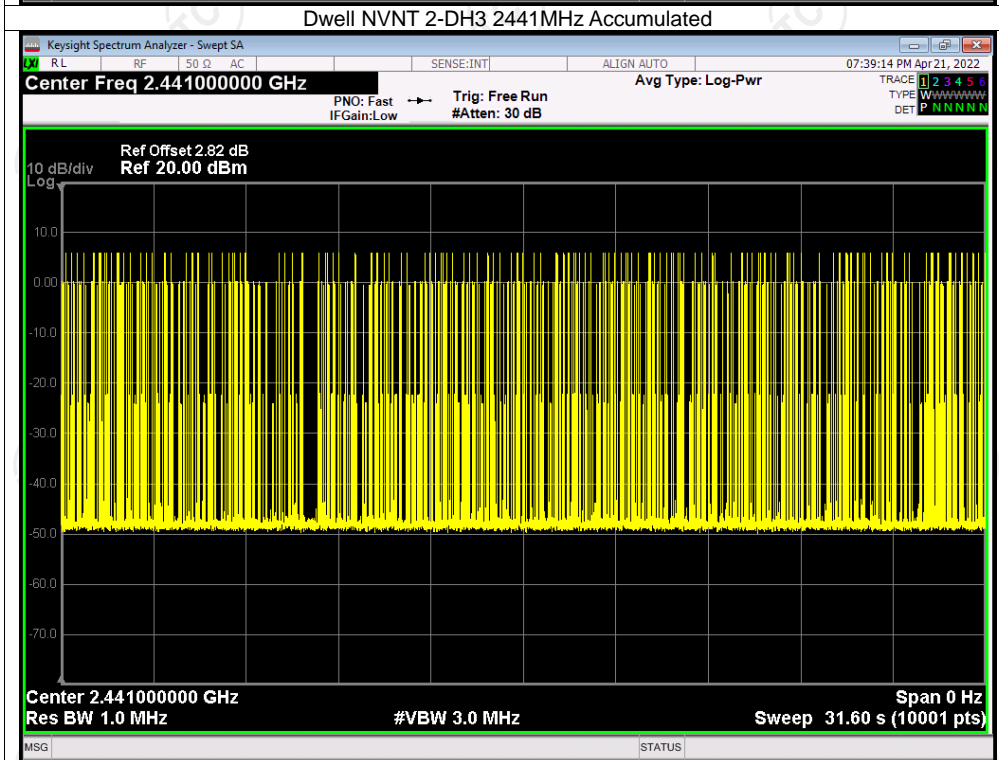 Dwell NVNT 2-DH3 2441MHz Accumulated
Keysight Spectrum Analyzer - Swept SA
LXI RL RF 50 Ω AC SENSE:INT ALIGN AUTO 07:39:14 PM Apr 21, 2022
Center Freq 2.441000000 GHz Avg Type: Log-Pwr TRACE 1 2 3 4 5 6
PNO: Fast Trig: Free Run TYPE WWWWWW
IFGain:Low #Atten: 30 dB DET P N N N N N
Ref Offset 2.82 dB
10 dB/div Ref 20.00 dBm
Log
10.0
0.00
-10.0
-20.0
-30.0
-40.0
-50.0
-60.0
-70.0
Center 2.441000000 GHz Span 0 Hz
Res BW 1.0 MHz #VBW 3.0 MHz Sweep 31.60 s (10001 pts)
MSG STATUS